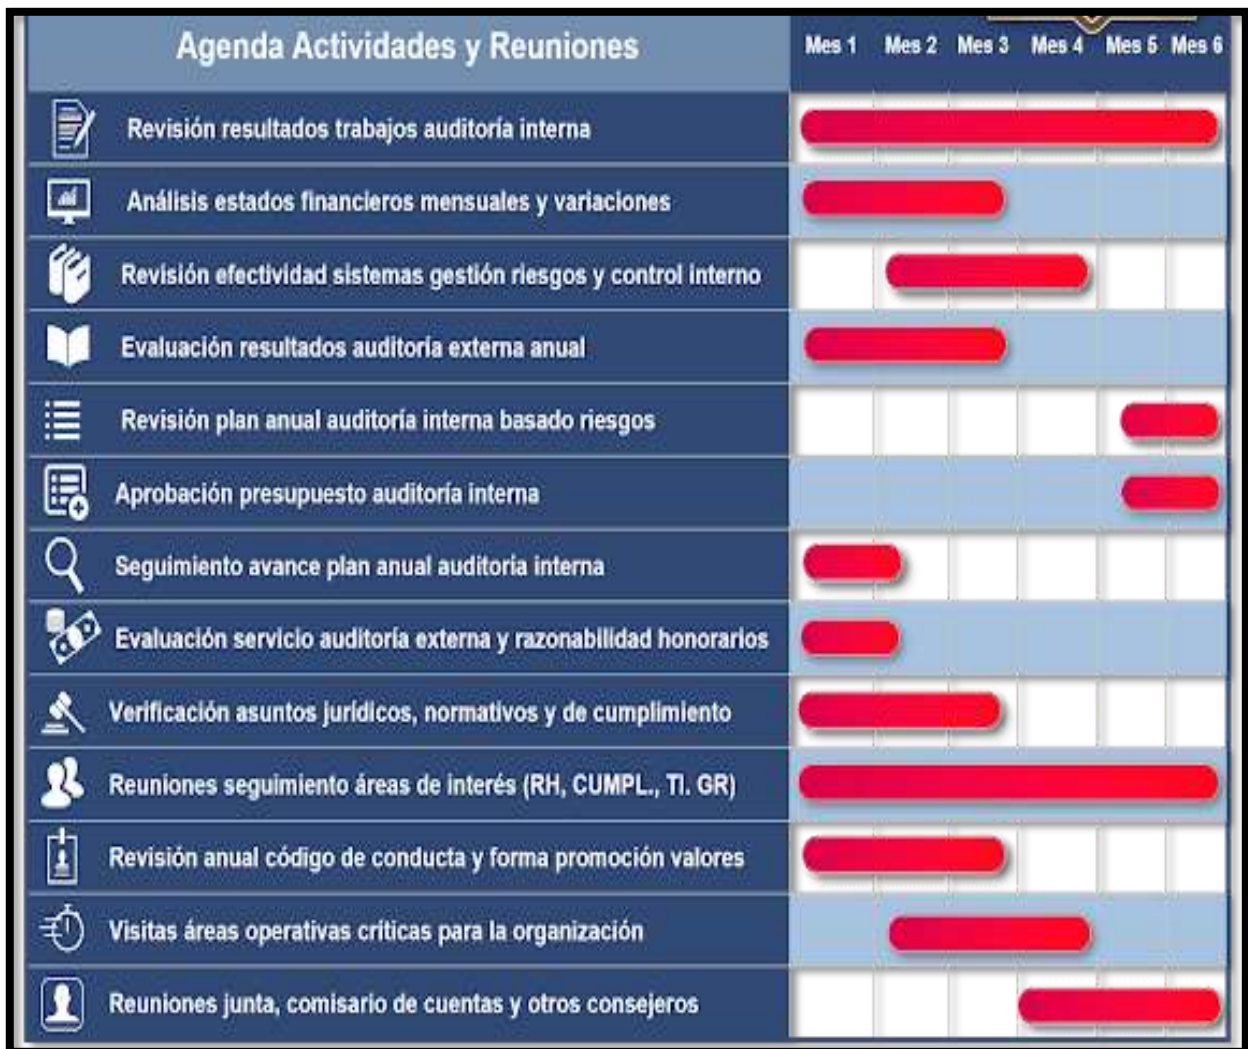 Agenda Actividades y Reuniones Mes 1 Mes 2 Mes 3 Mes 4 Mes 5 Mes 6
Revisión resultados trabajos auditoría interna
Análisis estados financieros mensuales y variaciones
Revisión efectividad sistemas gestión riesgos y control interno
Evaluación resultados auditoría externa anual
Revisión plan anual auditoría interna basado riesgos
Aprobación presupuesto auditoría interna
Seguimiento avance plan anual auditoria interna
Evaluación servicio auditoría externa y razonabilidad honorarios
Verificación asuntos jurídicos, normativos y de cumplimiento
Reuniones seguimiento áreas de interés (RH, CUMPL., TI. GR)
Revisión anual código de conducta y forma promoción valores
Visitas áreas operativas críticas para la organización
Reuniones junta, comisario de cuentas y otros consejeros